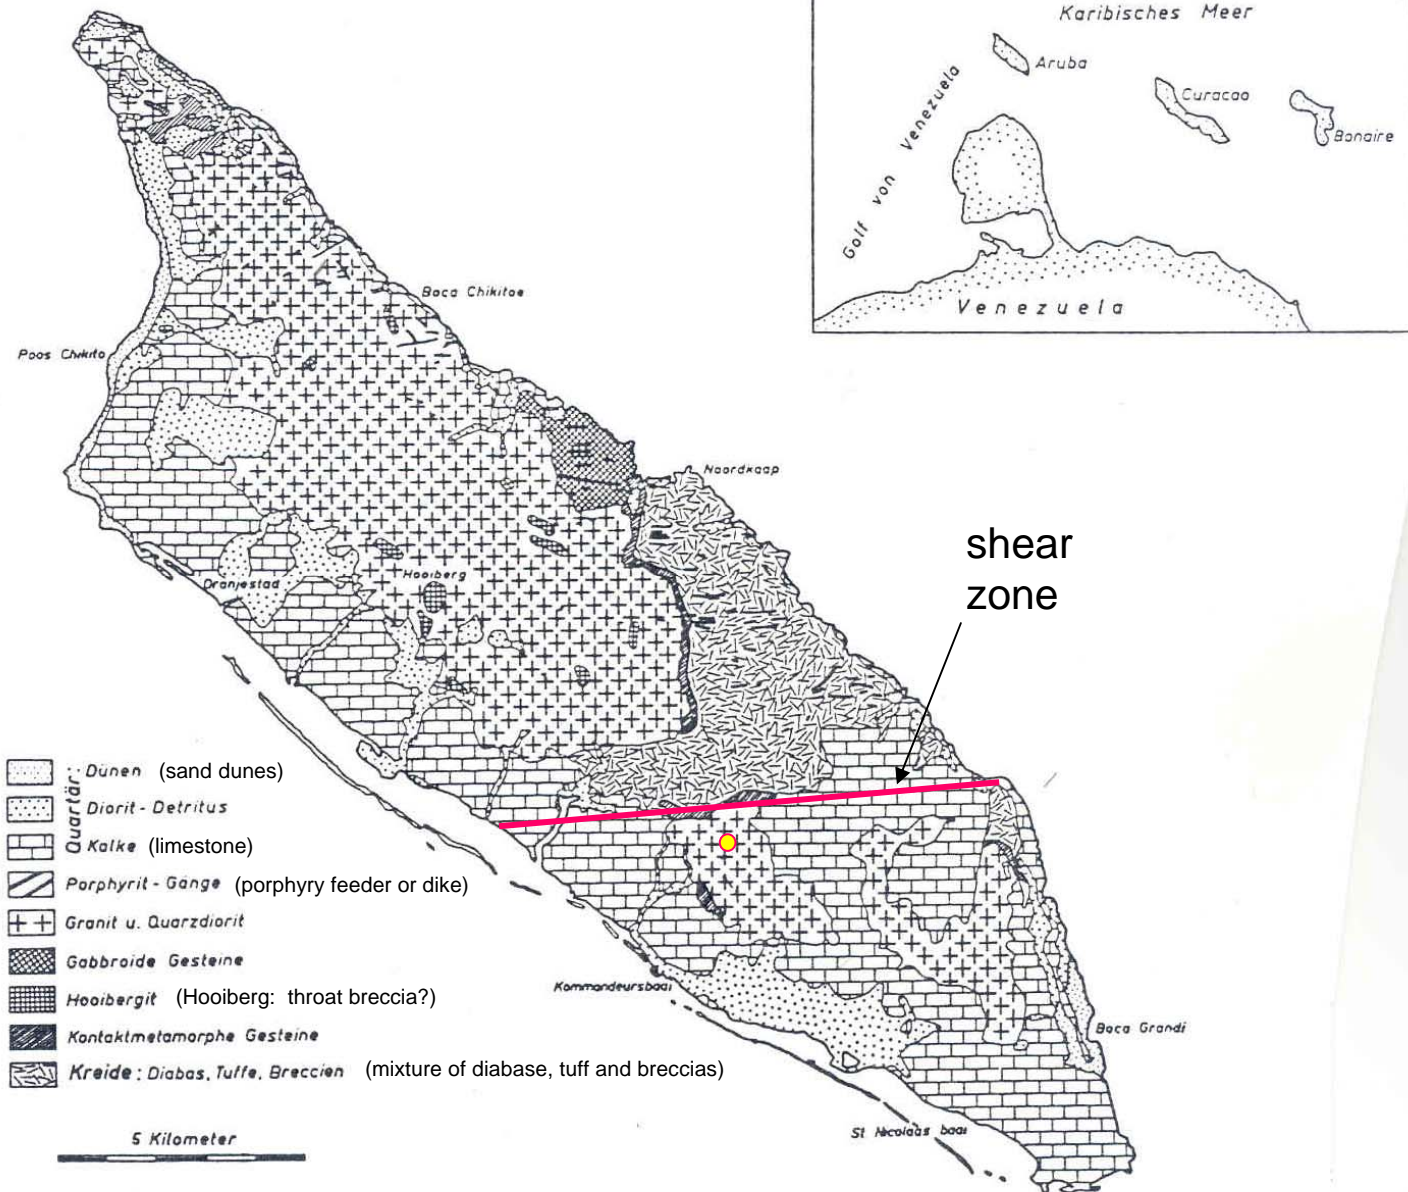 Karibisches Meer
Aruba
Curacao
Bonaire
Golf von Venezuela
Venezuela
Boca Chikitoe
Poos Chikito
Noordkaap
shear
zone
Oranjestad
Hooiberg
Quartär:
Dünen (sand dunes)
Diorit-Detritus
Kalke (limestone)
Porphyrit-Gänge (porphyry feeder or dike)
Granit u. Quarzdiorit
Gabbroide Gesteine
Hooibergit (Hooiberg: throat breccia?)
Kontaktmetamorphe Gesteine
Kreide: Diabas, Tuffe, Breccien (mixture of diabase, tuff and breccias)
Kommandeursbaai
Boca Grandi
5 Kilometer
St Nicolaas baai